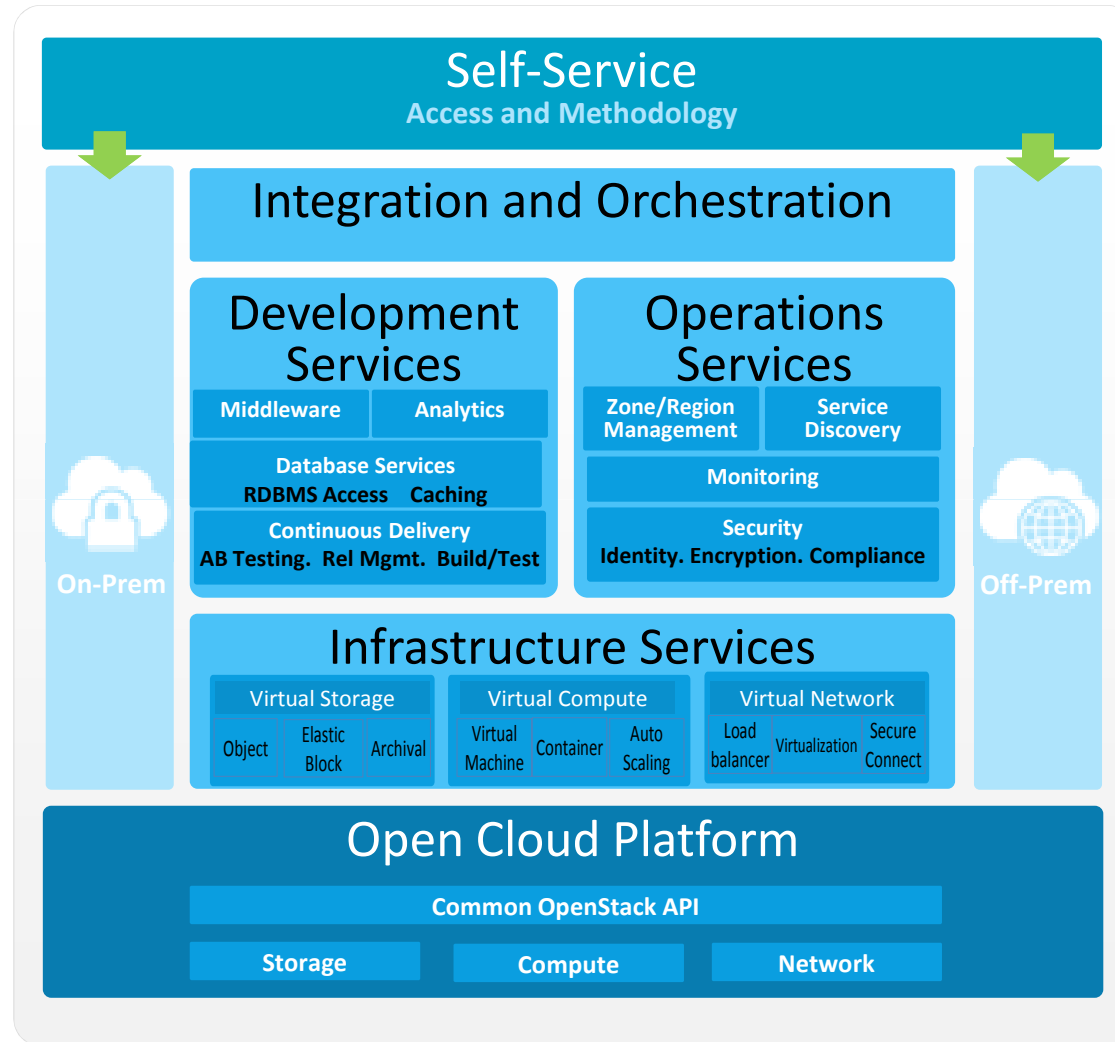 Self-Service
Access and Methodology
Integration and Orchestration
Development
Services
Middleware
Analytics
Database Services
RDBMS Access Caching
Continuous Delivery
AB Testing. Rel Mgmt. Build/Test
Operations
Services
Zone/Region
Management
Service
Discovery
Monitoring
Security
Identity. Encryption. Compliance
On-Prem
Off-Prem
Infrastructure Services
Virtual Storage
Object
Elastic
Block
Archival
Virtual Compute
Virtual
Machine
Container
Auto
Scaling
Virtual Network
Load
balancer
Virtualization
Secure
Connect
Open Cloud Platform
Common OpenStack API
Storage
Compute
Network